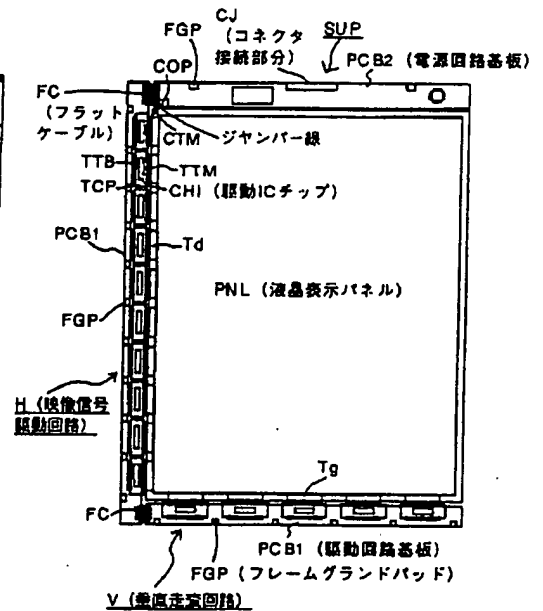 CJ
(コネクタ
接続部分)
FGP
SUP
COP
PCB2 (電源回路基板)
FC
(フラット
ケーブル)
CTM
ジヤンパー線
TTB
TTM
TCP
CHI (駆動ICチップ)
PCB1
Td
PNL (液晶表示パネル)
FGP
H (映像信号
駆動回路)
Tg
FC
PCB1 (駆動回路基板)
FGP (フレームグランドパッド)
V (垂直走査回路)